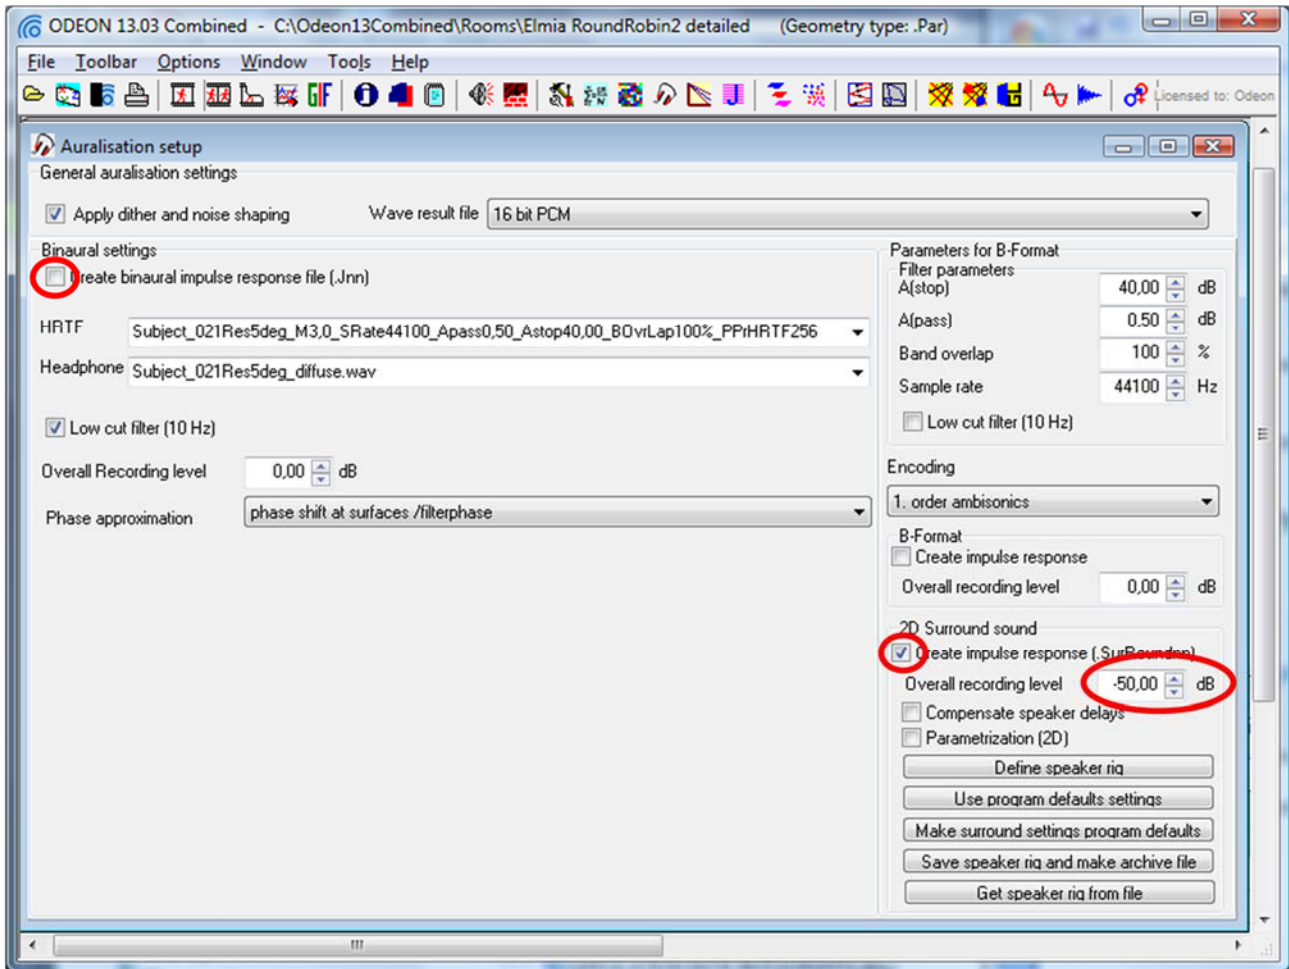 ODEON 13.03 Combined - C:\Odeon13Combined\Rooms\Elmia RoundRobin2 detailed (Geometry type: .Par)
File Toolbar Options Window Tools Help
GIF Licensed to: Odeon
Auralisation setup
General auralisation settings
Apply dither and noise shaping Wave result file 16 bit PCM
Binaural settings
Create binaural impulse response file (.Jnn)
HRTF Subject_021Res5deg_M3,0_SRate44100_Apass0,50_Astop40,00_BOvrLap100%_PPrHRTF256
Headphone Subject_021Res5deg_diffuse.wav
Low cut filter (10 Hz)
Overall Recording level 0,00 dB
Phase approximation phase shift at surfaces /filterphase
Parameters for B-Format
Filter parameters
A(stop) 40,00 dB
A(pass) 0.50 dB
Band overlap 100 %
Sample rate 44100 Hz
Low cut filter (10 Hz)
Encoding
1. order ambisonics
B-Format
Create impulse response
Overall recording level 0,00 dB
2D Surround sound
Create impulse response (.SurRoundnn)
Overall recording level -50,00 dB
Compensate speaker delays
Parametrization (2D)
Define speaker rig
Use program defaults settings
Make surround settings program defaults
Save speaker rig and make archive file
Get speaker rig from file